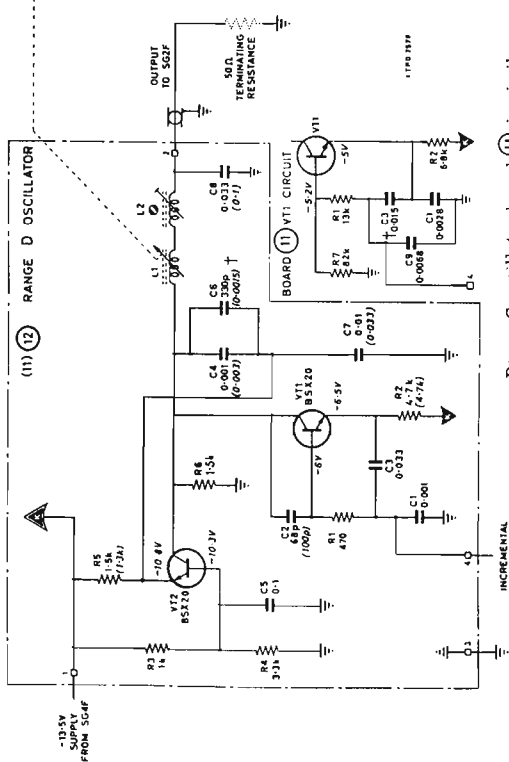 (11) 12 RANGE D OSCILLATOR
-13·5V
SUPPLY
FROM SG4F
1
R5
1·5k
(1·3k)
R3
1k
-10·8V
VT2
BSX20
-10·3V
R4
3·3k
C5
0·1
R6
1·5k
C4
0·001
(0·003)
C6
330p †
(0·0015)
L1
L2
2
OUTPUT
TO SG2F
50Ω
TERMINATING
RESISTANCE
C8
0·033
(0·1)
C7
0·01
(0·033)
C2
68p
(100p)
VT1
BSX20
-6V
-6·5V
R1
470
C3
0·033
R2
4·7k
(4·7k)
C1
0·001
3
4
INCREMENTAL
BOARD 11 VT1 CIRCUIT
VT1
-5·2V
-5V
R1
13k
R7
82k
C3
0·015
C1
0·0028
C9
0·0068
†
R2
6·8k
4